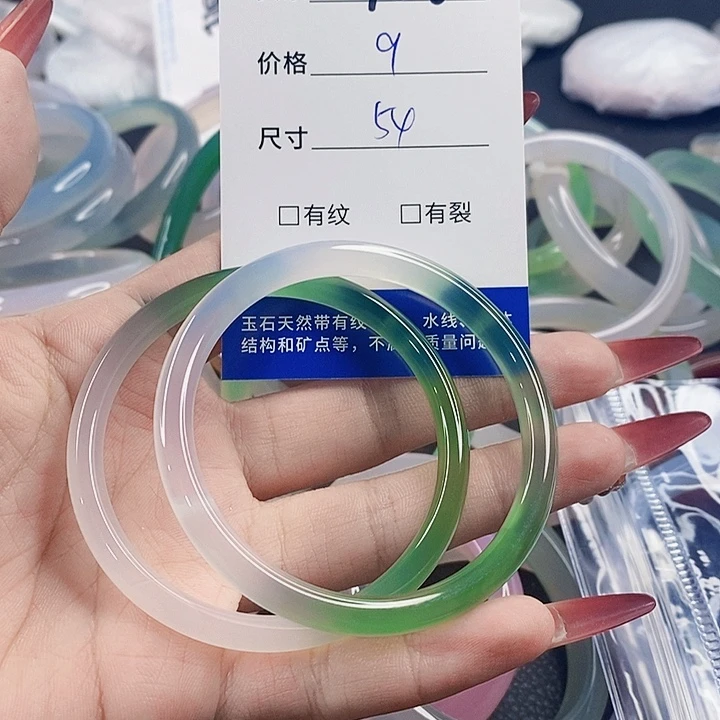 价格 9
尺寸 54
□有纹 □有裂
玉石天然带有纹 水线
结构和矿点等，不 质量问